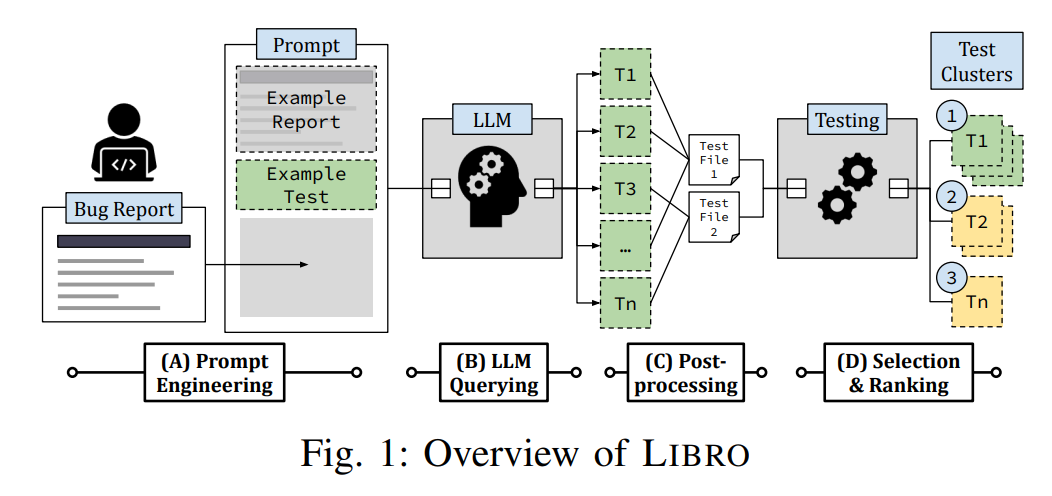 Prompt
Example
Report
Example
Test
Bug Report
</>
LLM
T1
T2
T3
...
Tn
Test
File
1
Test
File
2
Testing
Test
Clusters
1
T1
2
T2
3
Tn
(A) Prompt
Engineering
(B) LLM
Querying
(C) Post-
processing
(D) Selection
& Ranking
Fig. 1: Overview of LIBRO